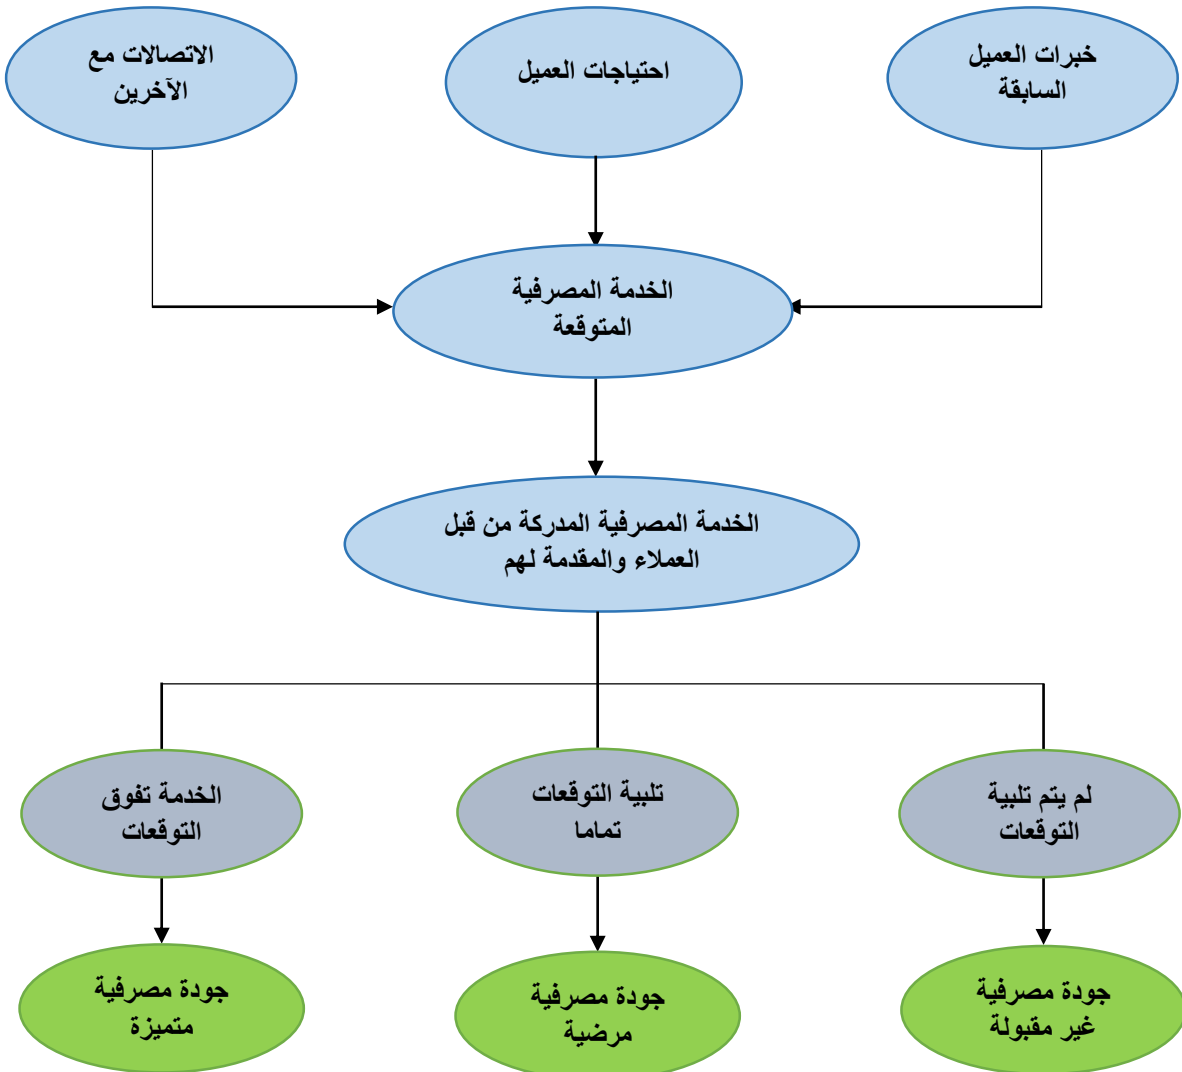 خبرات العميل
السابقة
احتياجات العميل
الاتصالات مع
الآخرين
الخدمة المصرفية
المتوقعة
الخدمة المصرفية المدركة من قبل
العملاء والمقدمة لهم
لم يتم تلبية
التوقعات
تلبية التوقعات
تماما
الخدمة تفوق
التوقعات
جودة مصرفية
غير مقبولة
جودة مصرفية
مرضية
جودة مصرفية
متميزة